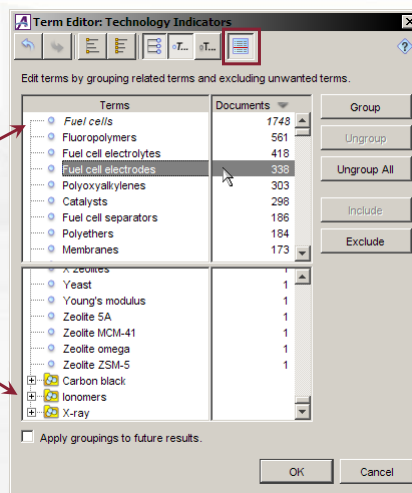 Term Editor: Technology Indicators
T... T...
Edit terms by grouping related terms and excluding unwanted terms.
Terms Documents
Fuel cells 1748
Fluoropolymers 561
Fuel cell electrolytes 418
Fuel cell electrodes 338
Polyoxyalkylenes 303
Catalysts 298
Fuel cell separators 186
Polyethers 184
Membranes 173
X zeolites 1
Yeast 1
Young's modulus 1
Zeolite 5A 1
Zeolite MCM-41 1
Zeolite omega 1
Zeolite ZSM-5 1
Carbon black
Ionomers
X-ray
Group
Ungroup
Ungroup All
Include
Exclude
Apply groupings to future results.
OK Cancel